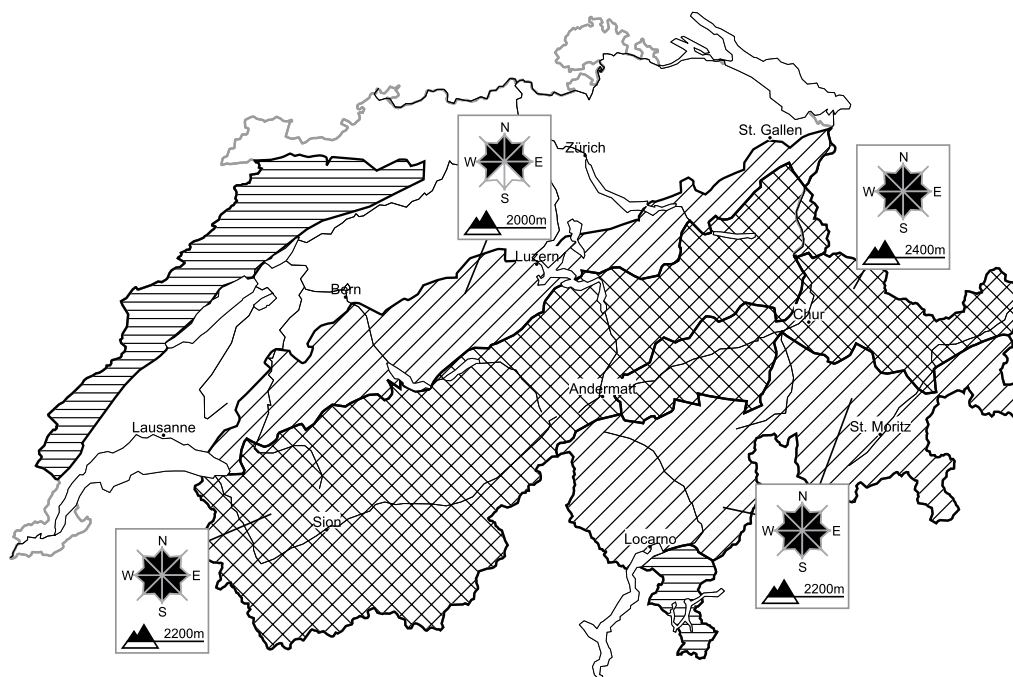 St. Gallen
N
W E
S
2000m
Zürich
N
W E
S
2400m
Luzern
Bern
Chur
Andermatt
Lausanne
St. Moritz
N
W E
S
2200m
Sion
Locarno
N
W E
S
2200m